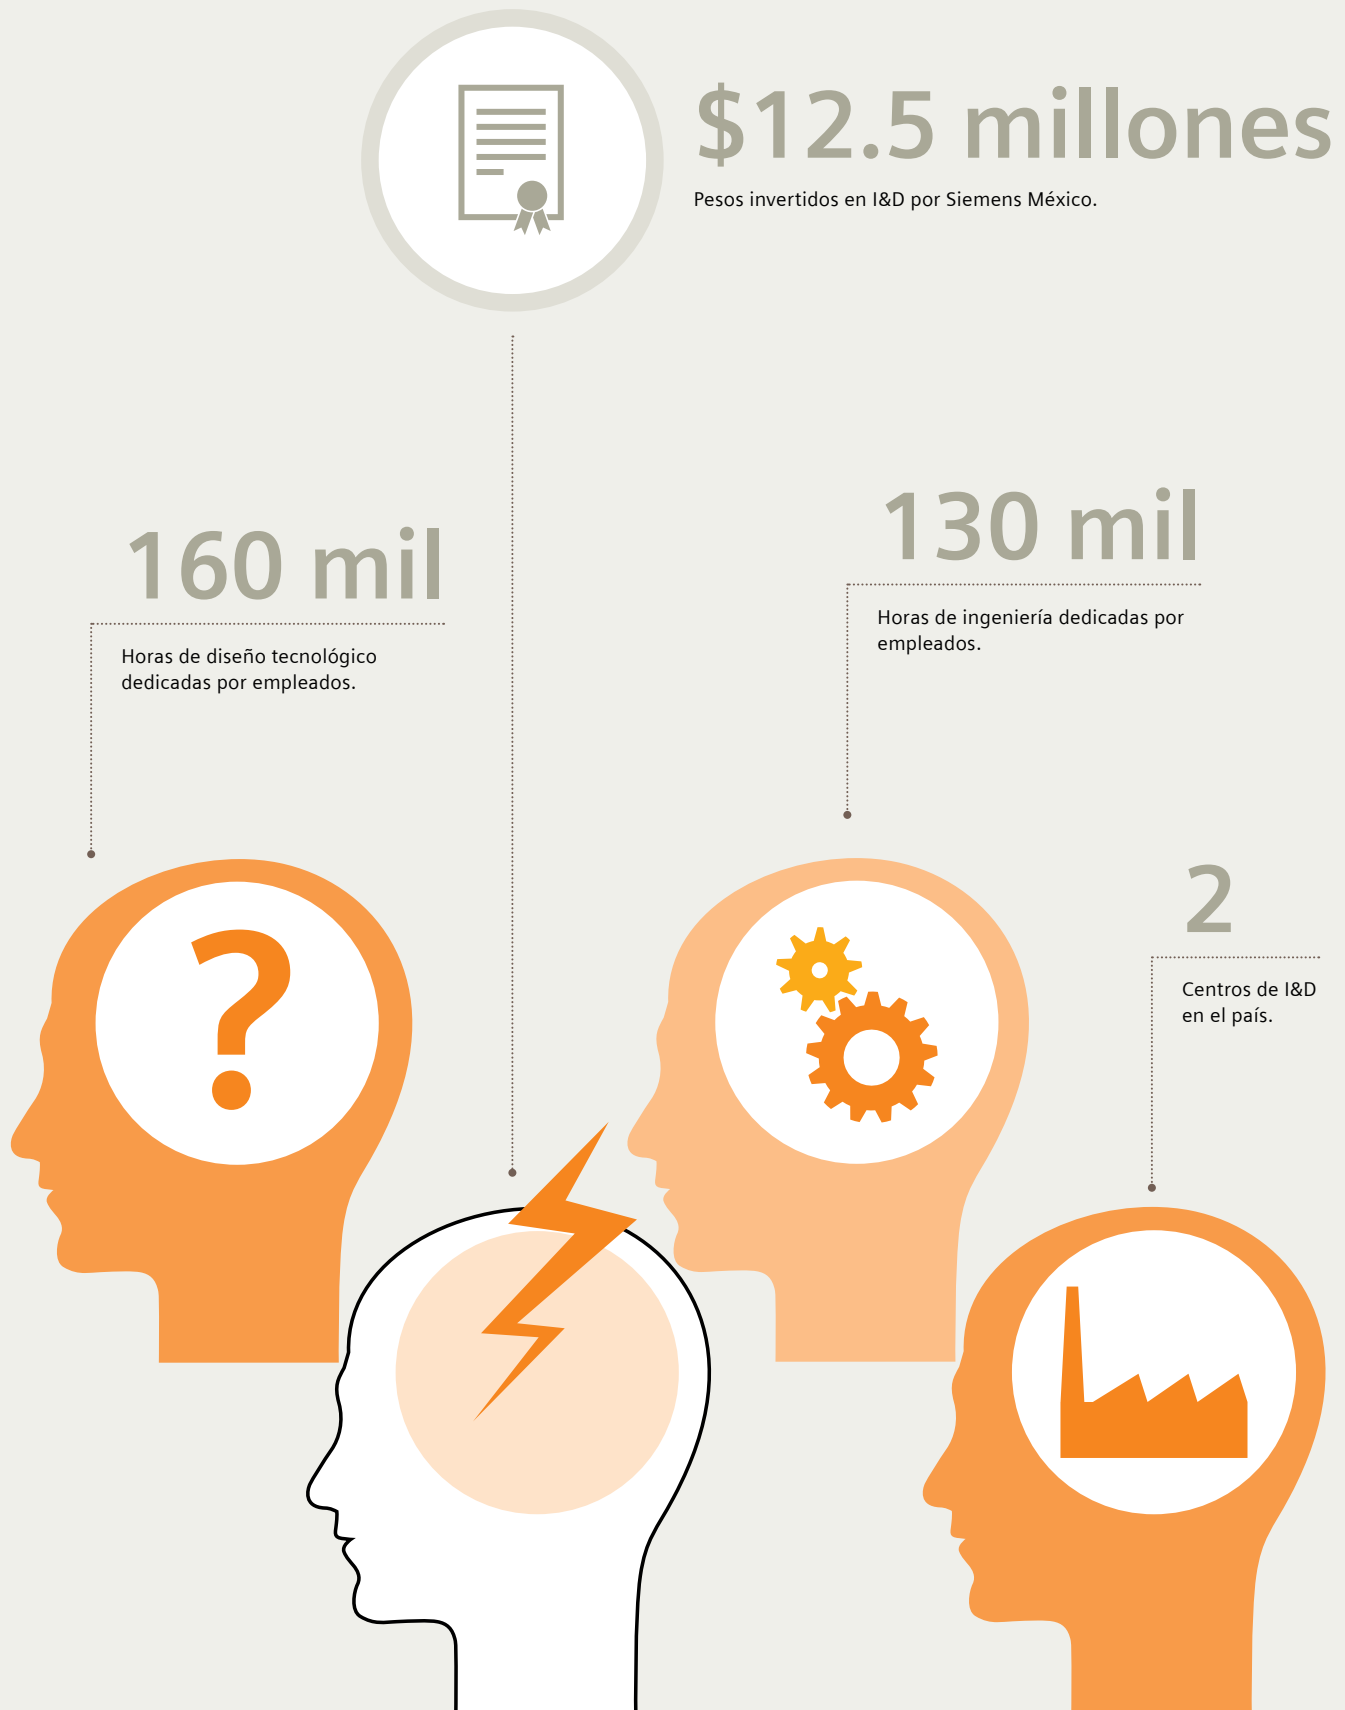 $12.5 millones
Pesos invertidos en I&D por Siemens México.
160 mil
Horas de diseño tecnológico
dedicadas por empleados.
130 mil
Horas de ingeniería dedicadas por
empleados.
2
Centros de I&D
en el país.
?